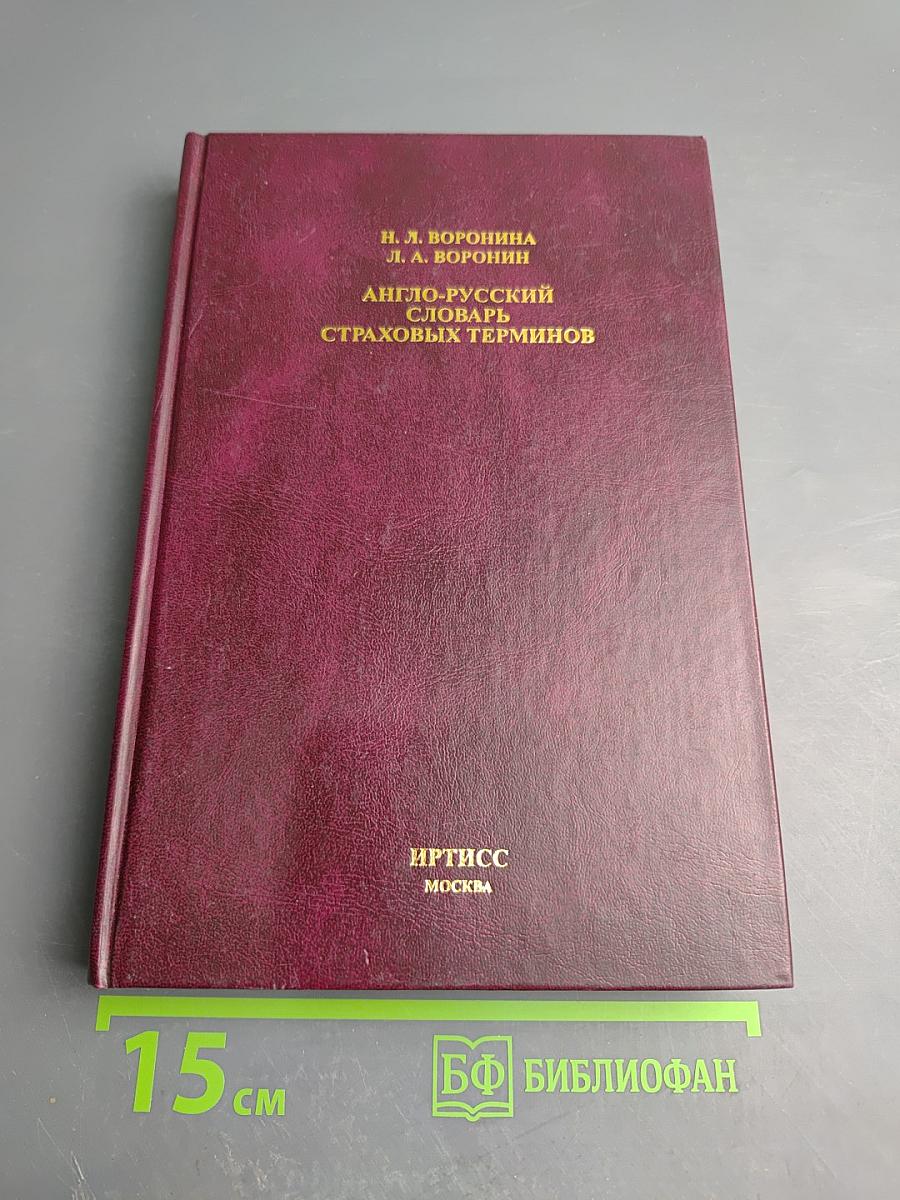 Н. Л. ВОРОНИНА
Л. А. ВОРОНИН
АНГЛО-РУССКИЙ
СЛОВАРЬ
СТРАХОВЫХ ТЕРМИНОВ
ИРТИСС
МОСКВА
15 см
БФ БИБЛИОФАН